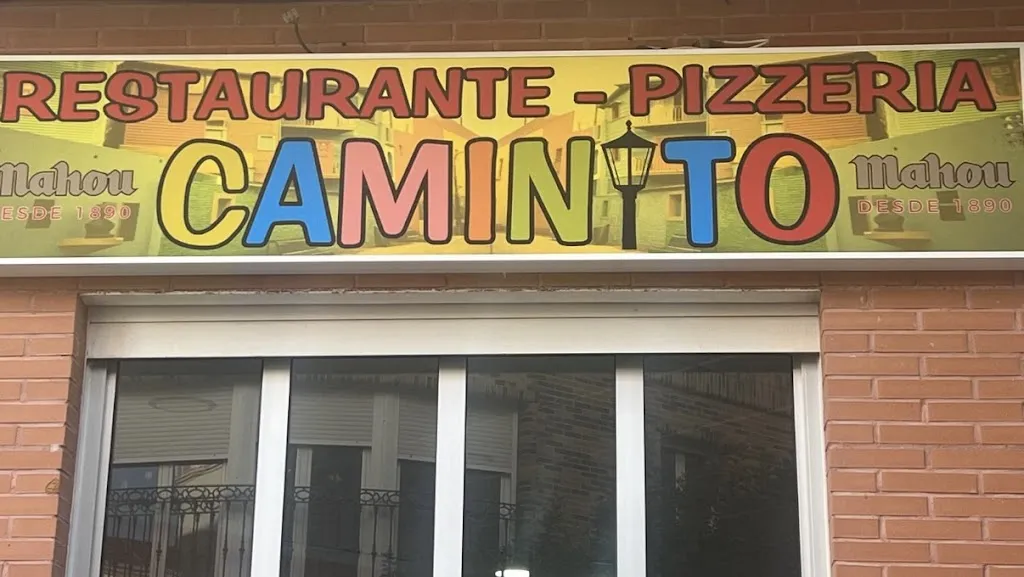 RESTAURANTE - PIZZERIA
CAMINITO
Mahou
DESDE 1890
Mahou
DESDE 1890